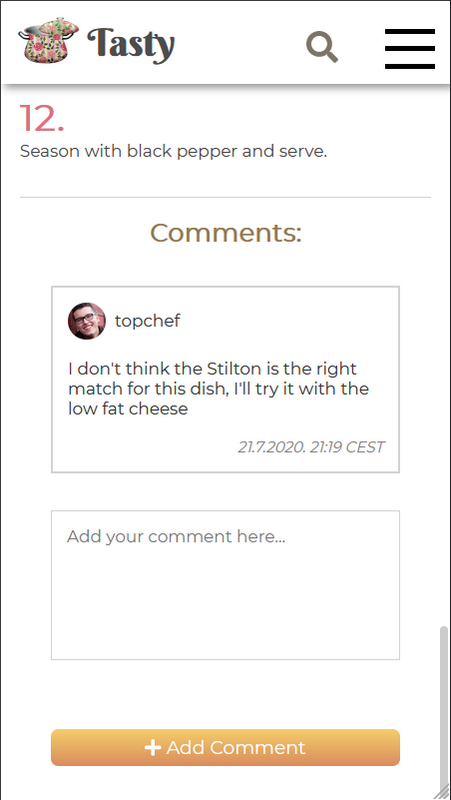 Tasty
12.
Season with black pepper and serve.
Comments:
topchef
I don't think the Stilton is the right
match for this dish, I'll try it with the
low fat cheese
21.7.2020. 21:19 CEST
Add your comment here...
Add Comment